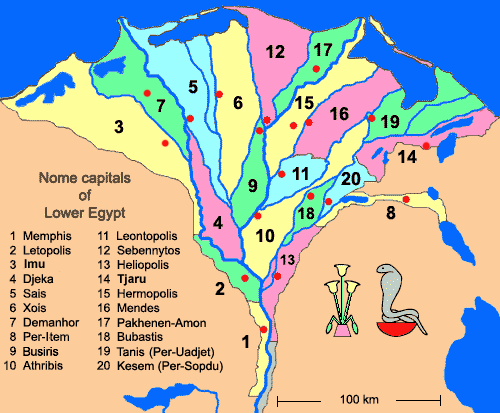 12
17
5
6
15
7
16
19
3
14
11
20
9
18
4
10
8
13
2
1
Nome capitals
of
Lower Egypt
1 Memphis
2 Letopolis
3 Imu
4 Djeka
5 Sais
6 Xois
7 Demanhor
8 Per-Item
9 Busiris
10 Athribis
11 Leontopolis
12 Sebennytos
13 Heliopolis
14 Tjaru
15 Hermopolis
16 Mendes
17 Pakhenen-Amon
18 Bubastis
19 Tanis (Per-Uadjet)
20 Kesem (Per-Sopdu)
100 km